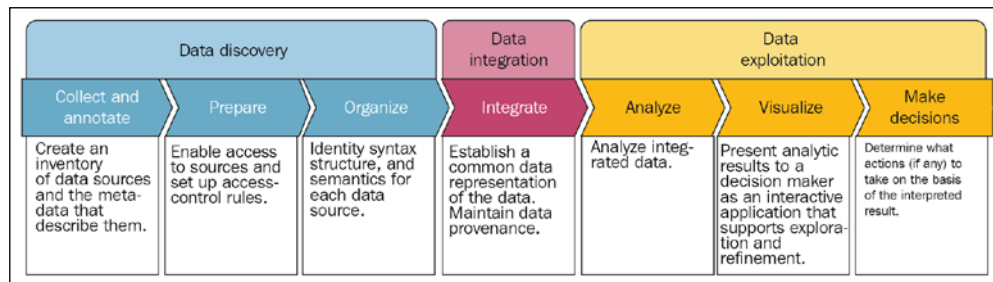 Data discovery
Data
integration
Data
exploitation
Collect and
annotate
Prepare
Organize
Integrate
Analyze
Visualize
Make
decisions
Create an
inventory
of data sources
and the meta-
data that
describe them.
Enable access
to sources and
set up access-
control rules.
Identity syntax
structure, and
semantics for
each data
source.
Establish a
common data
representation
of the data.
Maintain data
provenance.
Analyze integ-
rated data.
Present analytic
results to a
decision maker
as an interactive
application that
supports explora-
tion and
refinement.
Determine what
actions (if any) to
take on the basis
of the interpreted
result.